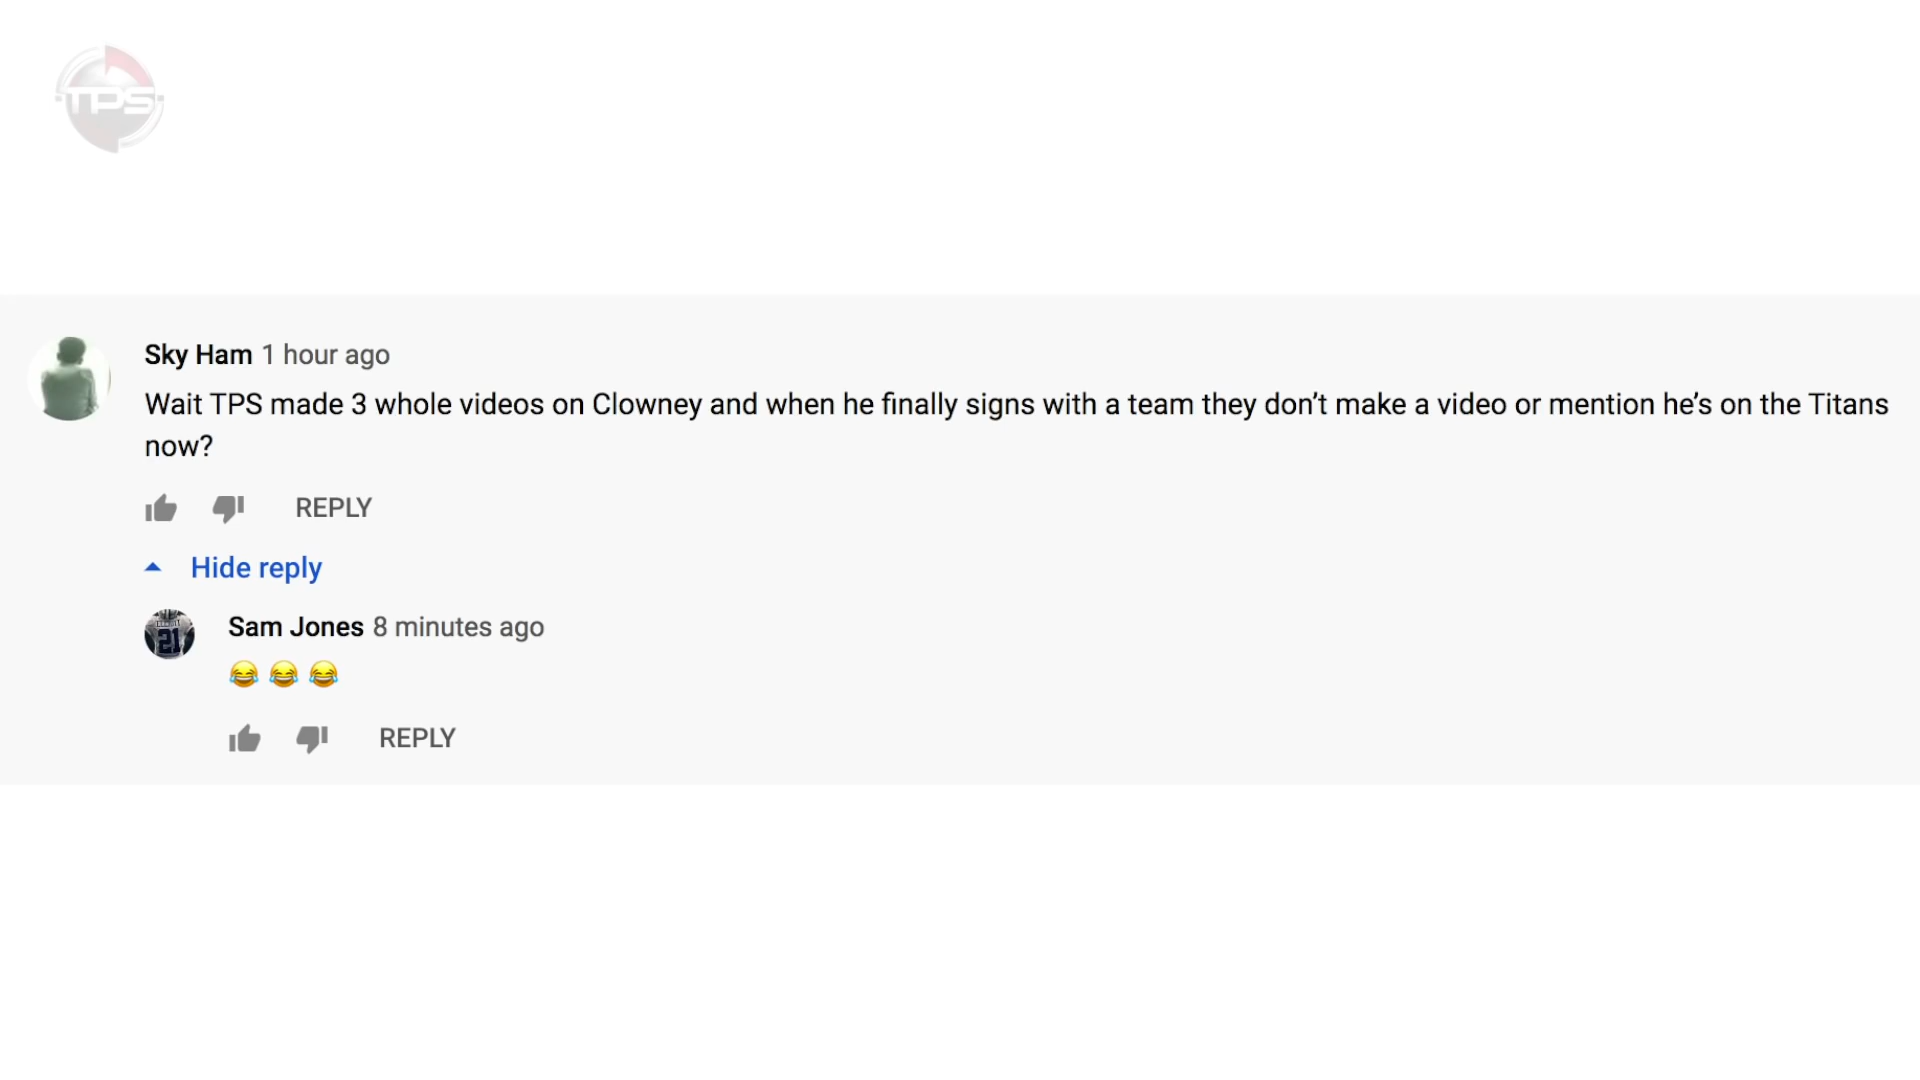 TPS
Sky Ham 1 hour ago
Wait TPS made 3 whole videos on Clowney and when he finally signs with a team they don’t make a video or mention he’s on the Titans
now?
REPLY
Hide reply
21
Sam Jones 8 minutes ago
😂 😂 😂
REPLY